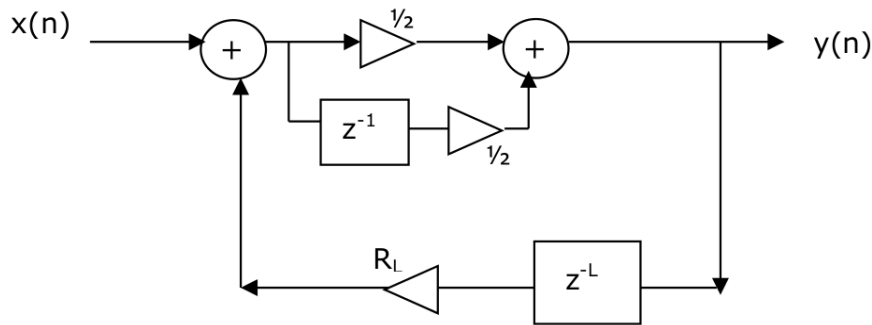 x(n)
+
½
+
y(n)
z⁻¹
½
R_L
z⁻ᴸ